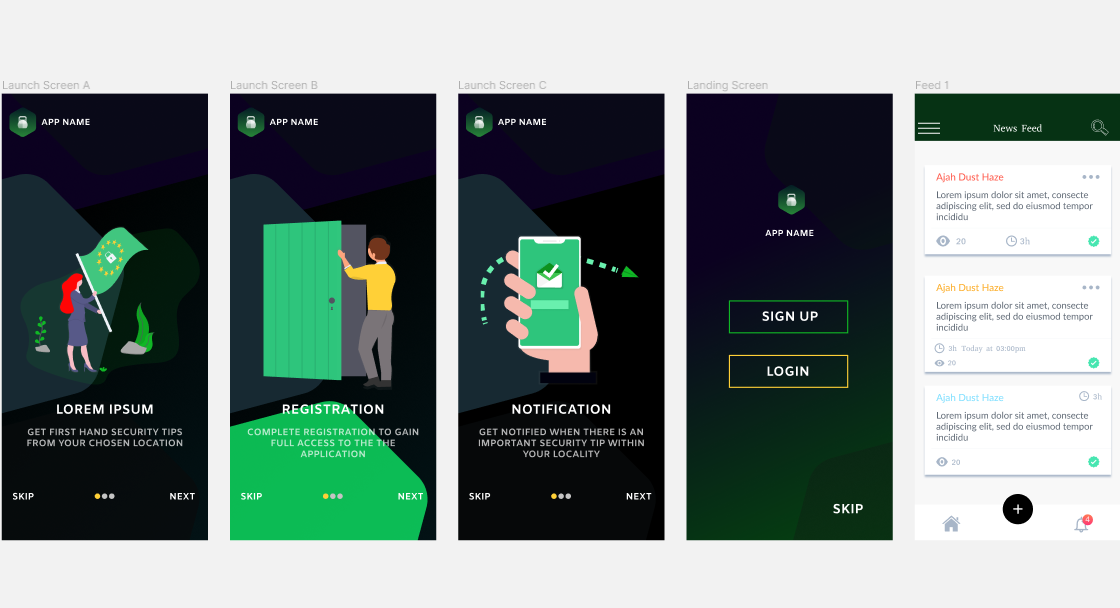 Launch Screen A
APP NAME
LOREM IPSUM
GET FIRST HAND SECURITY TIPS
FROM YOUR CHOSEN LOCATION
SKIP
NEXT
Launch Screen B
APP NAME
REGISTRATION
COMPLETE REGISTRATION TO GAIN
FULL ACCESS TO THE THE
APPLICATION
SKIP
NEXT
Launch Screen C
APP NAME
NOTIFICATION
GET NOTIFIED WHEN THERE IS AN
IMPORTANT SECURITY TIP WITHIN
YOUR LOCALITY
SKIP
NEXT
Landing Screen
APP NAME
SIGN UP
LOGIN
SKIP
Feed 1
News Feed
Ajah Dust Haze
Lorem ipsum dolor sit amet, consecte
adipiscing elit, sed do eiusmod tempor
incididu
20
3h
Ajah Dust Haze
Lorem ipsum dolor sit amet, consecte
adipiscing elit, sed do eiusmod tempor
incididu
3h Today at 03:00pm
20
Ajah Dust Haze
3h
Lorem ipsum dolor sit amet, consecte
adipiscing elit, sed do eiusmod tempor
incididu
20
+
4